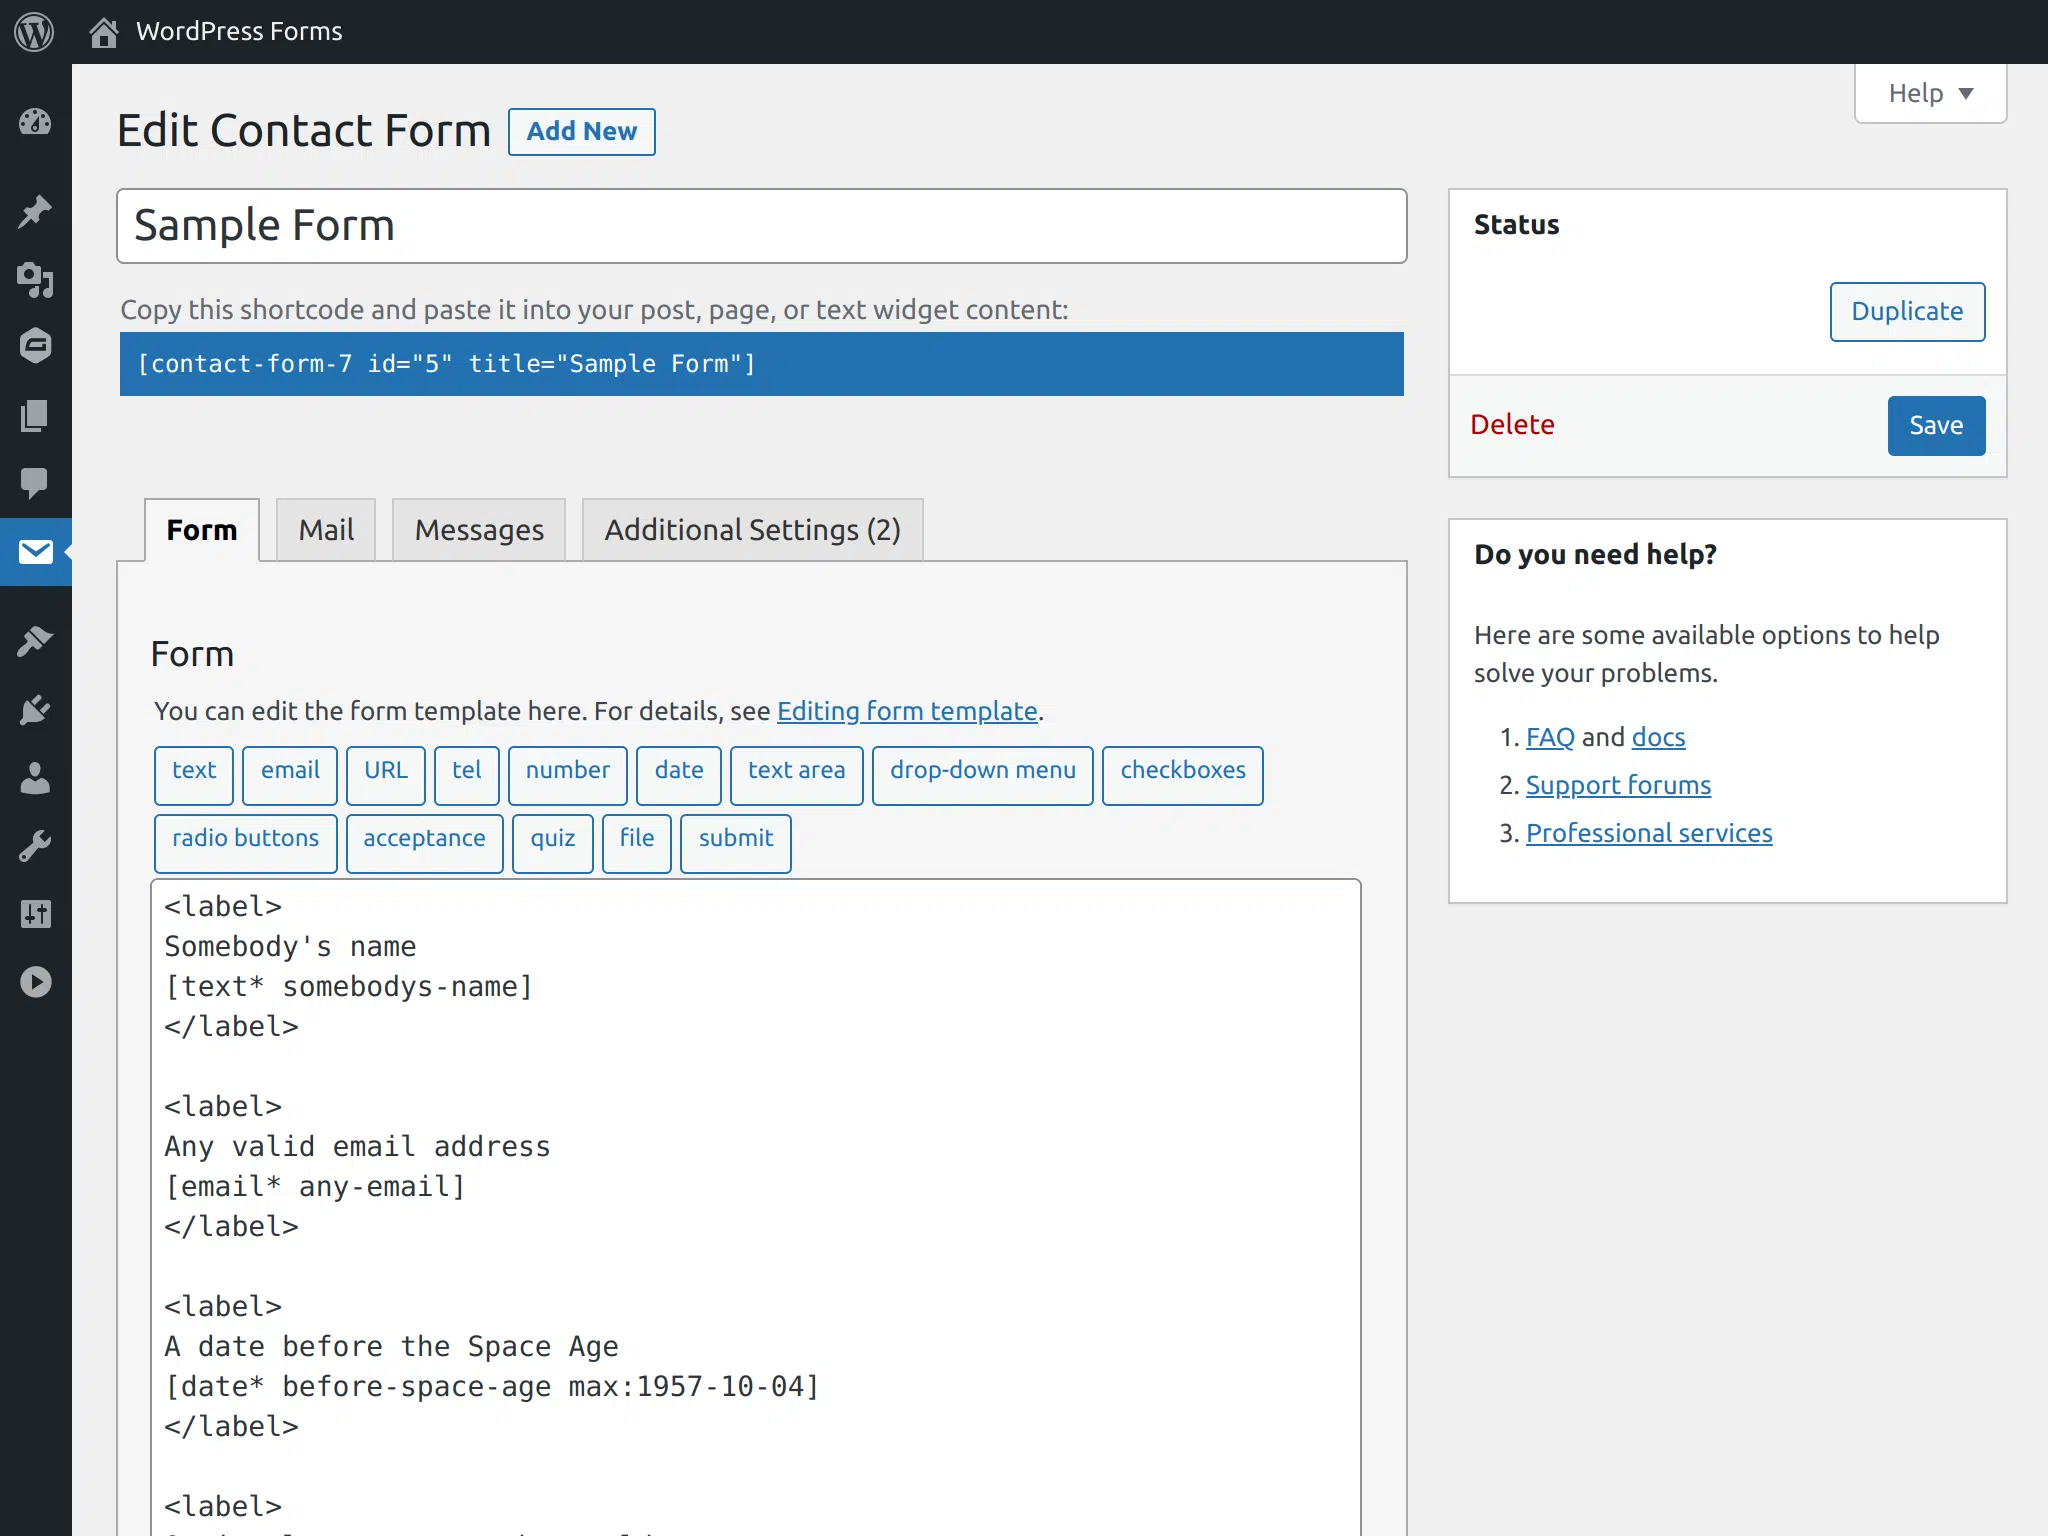 WordPress Forms
Help
Edit Contact Form
Add New
Sample Form
Copy this shortcode and paste it into your post, page, or text widget content:
[contact-form-7 id="5" title="Sample Form"]
Status
Duplicate
Delete
Save
Form
Mail
Messages
Additional Settings (2)
Form
You can edit the form template here. For details, see Editing form template.
text
email
URL
tel
number
date
text area
drop-down menu
checkboxes
radio buttons
acceptance
quiz
file
submit
<label>
Somebody's name
[text* somebodys-name]
</label>
<label>
Any valid email address
[email* any-email]
</label>
<label>
A date before the Space Age
[date* before-space-age max:1957-10-04]
</label>
<label>
Do you need help?
Here are some available options to help
solve your problems.
1. FAQ and docs
2. Support forums
3. Professional services